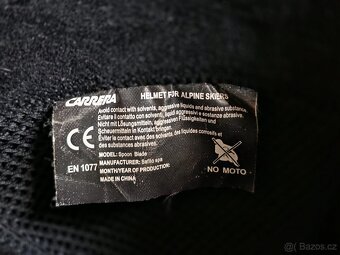 CARRERA
HELMET FÜR ALPINE SKIERS
Avoid contact with solvents, aggressive liquids and abrasive substance.
Evitare il contatto con solventi, liquidi aggressivi e sostanze abrasive.
Nicht mit Lösungsmitteln, aggressiven Flüssigkeiten und
Scheuermitteln in Kontakt bringen.
Eviter le contact avec des solvants, des liquides corrosifs et
des substances abrasives.
CE
MODEL: Spoon Blade
EN 1077
MANUFACTURER: Safilo spa
MONTH/YEAR OF PRODUCTION:
MADE IN CHINA
NO MOTO
Sbazar.cz